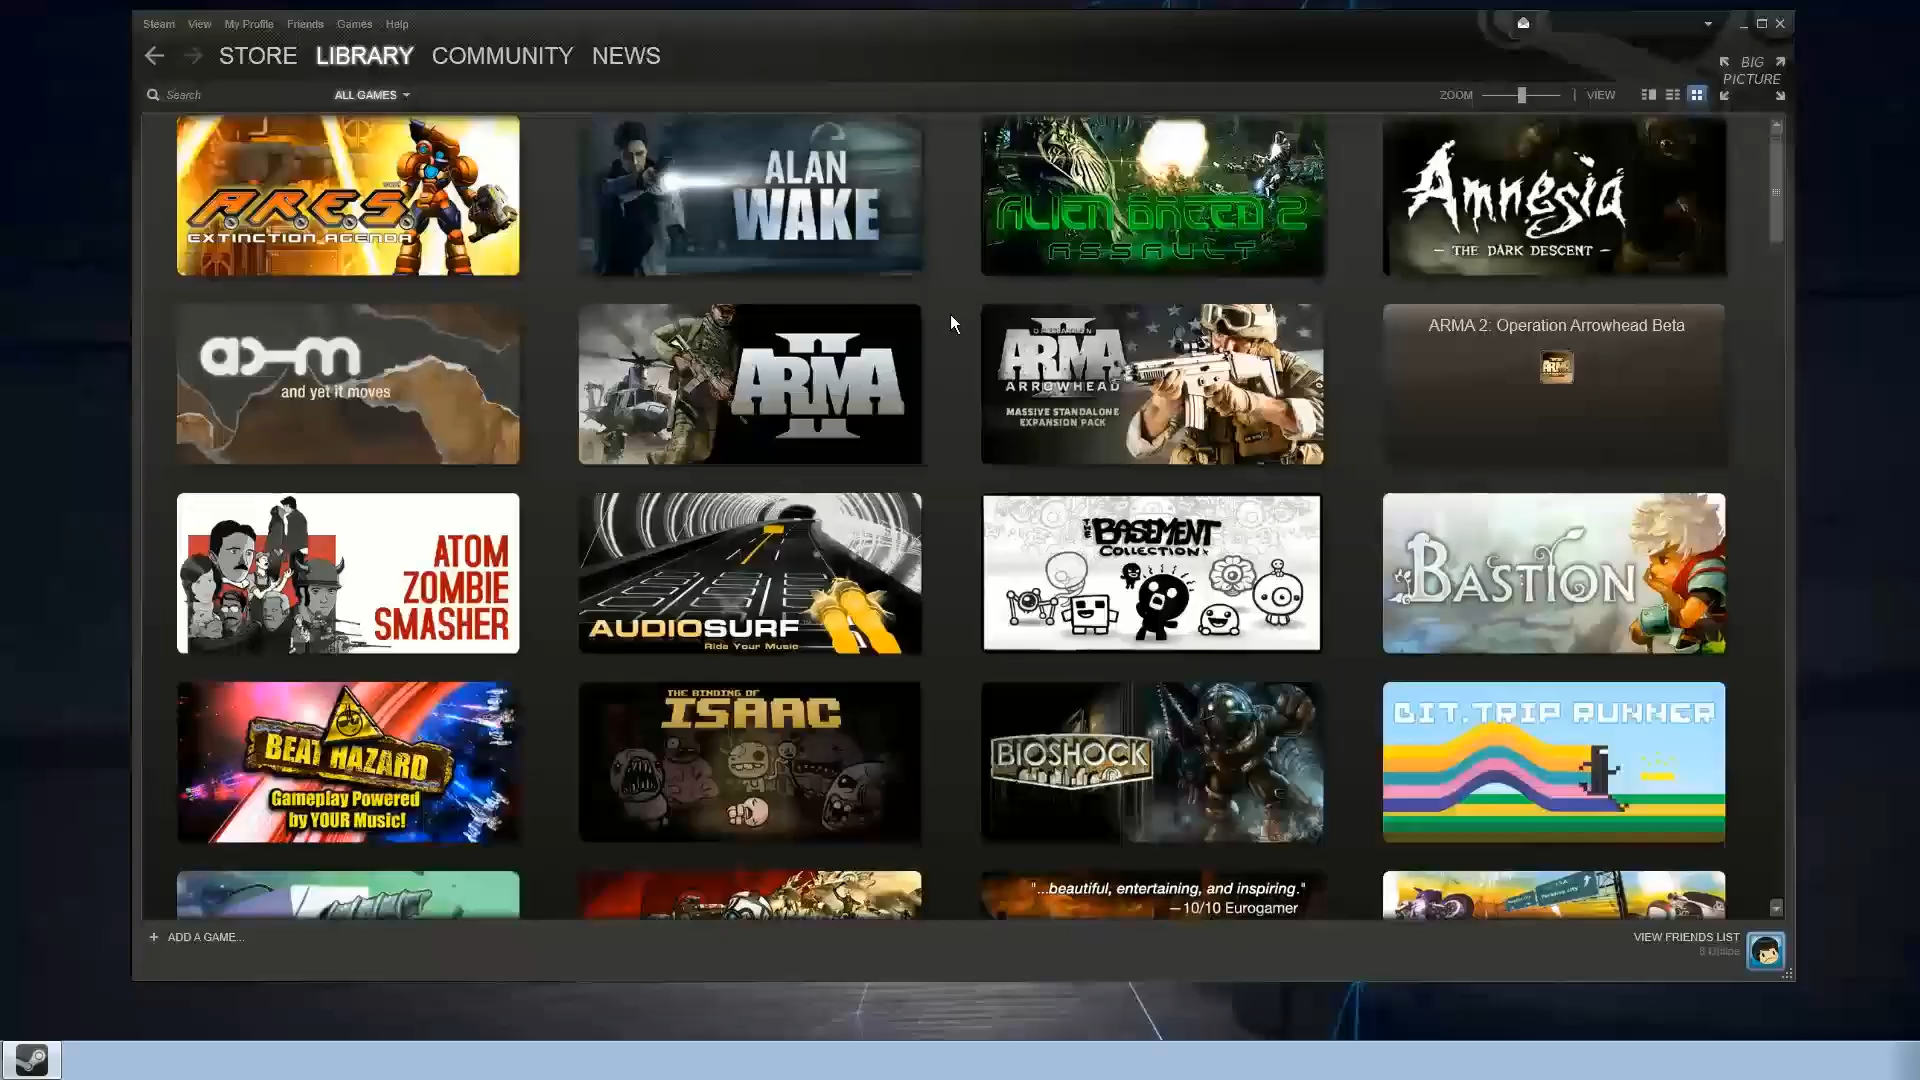 Steam View My Profile Friends Games Help
STORE LIBRARY COMMUNITY NEWS
BIG
PICTURE
Search ALL GAMES ZOOM VIEW
A.R.E.S.
EXTINCTION AGENDA
ALAN
WAKE
ALIEN BREED 2
ASSAULT
Amnesia
— THE DARK DESCENT —
and yet it moves
ARMA II
ARMA II
ARROWHEAD
MASSIVE STANDALONE
EXPANSION PACK
ARMA 2: Operation Arrowhead Beta
ATOM
ZOMBIE
SMASHER
AUDIOSURF
Ride Your Music
THE BASEMENT
COLLECTION
BASTION
BEAT HAZARD
Gameplay Powered
by YOUR Music!
THE BINDING OF
ISAAC
BIOSHOCK
BIT.TRIP RUNNER
"...beautiful, entertaining, and inspiring."
—10/10 Eurogamer
+ ADD A GAME...
VIEW FRIENDS LIST